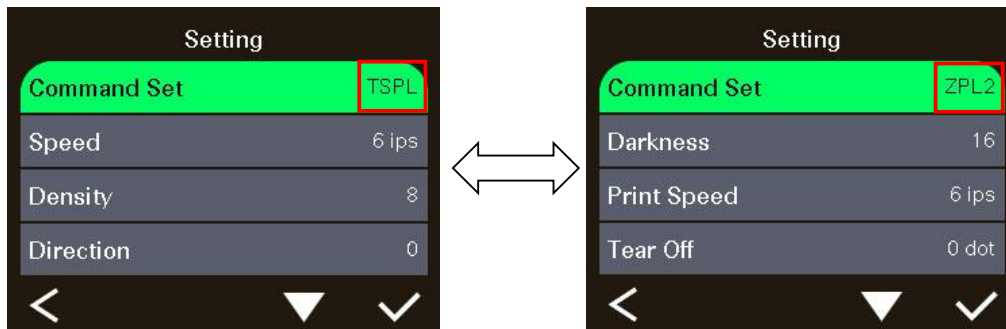 Setting
Command Set TSPL
Speed 6 ips
Density 8
Direction 0
Setting
Command Set ZPL2
Darkness 16
Print Speed 6 ips
Tear Off 0 dot